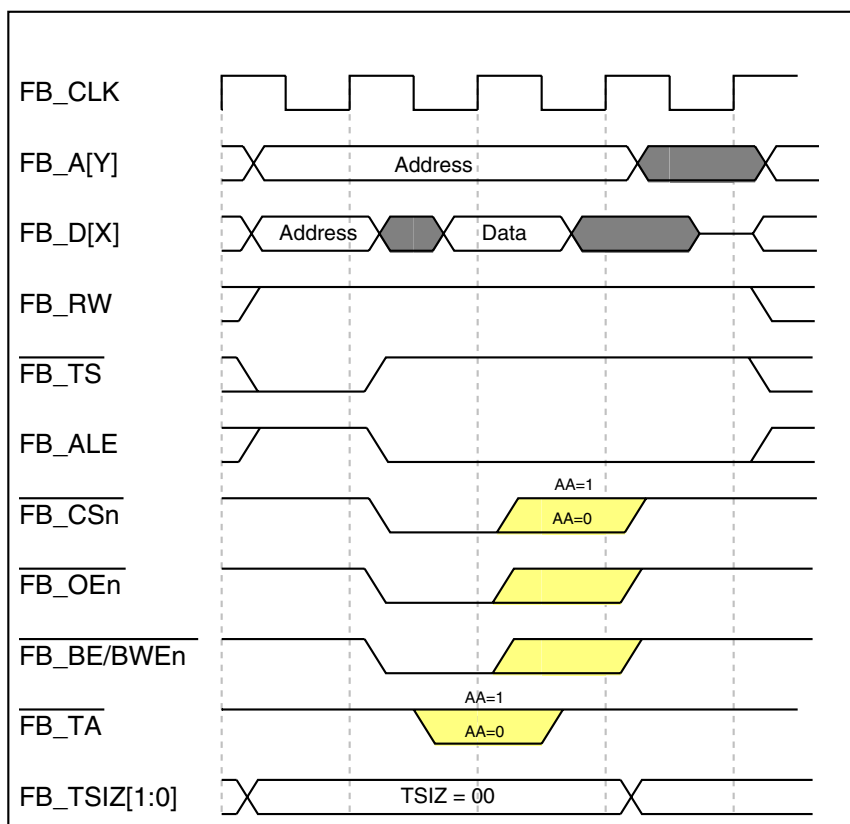 FB_CLK
FB_A[Y]
Address
FB_D[X]
Address
Data
FB_RW
FB_TS
FB_ALE
AA=1
FB_CSn
AA=0
FB_OEn
FB_BE/BWEn
AA=1
FB_TA
AA=0
FB_TSIZ[1:0]
TSIZ = 00